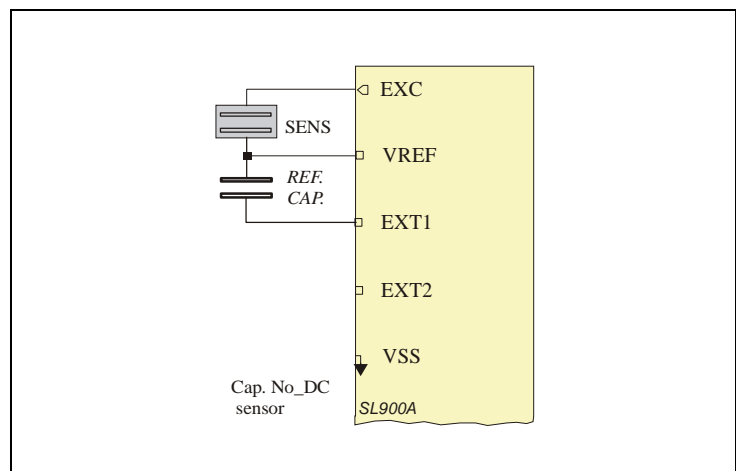 EXC
SENS
VREF
REF.
CAP.
EXT1
EXT2
VSS
Cap. No_DC
sensor
SL900A